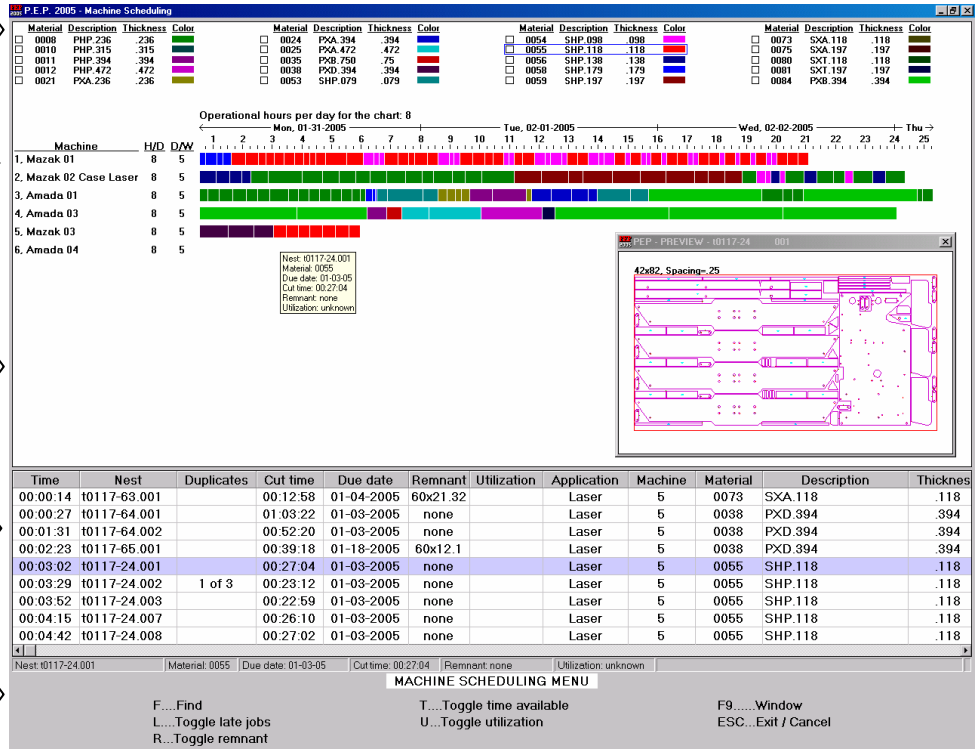 P.E.P. 2005 - Machine Scheduling
Material Description Thickness Color Material Description Thickness Color Material Description Thickness Color Material Description Thickness Color
0008 PHP.236 .236 0024 PXA.394 .394 0054 SHP.098 .098 0073 SXA.118 .118
0010 PHP.315 .315 0025 PXA.472 .472 0055 SHP.118 .118 0075 SXA.197 .197
0011 PHP.394 .394 0035 PXB.750 .75 0056 SHP.138 .138 0080 SXT.118 .118
0012 PHP.472 .472 0038 PXD.394 .394 0058 SHP.179 .179 0081 SXT.197 .197
0021 PXA.236 .236 0053 SHP.079 .079 0059 SHP.197 .197 0084 PXB.394 .394
Operational hours per day for the chart: 8
Mon, 01-31-2005 Tue, 02-01-2005 Wed, 02-02-2005 Thu
Machine H/D D/W 1 2 3 4 5 6 7 8 9 10 11 12 13 14 15 16 17 18 19 20 21 22 23 24 25
1, Mazak 01 8 5
2, Mazak 02 Case Laser 8 5
3, Amada 01 8 5
4, Amada 03 8 5
5, Mazak 03 8 5
6, Amada 04 8 5
Nest: t0117-24.001
Material: 0055
Due date: 01-03-05
Cut time: 00:27:04
Remnant: none
Utilization: unknown
PEP - PREVIEW - t0117-24 001
42x82, Spacing=.25
Time Nest Duplicates Cut time Due date Remnant Utilization Application Machine Material Description Thicknes
00:00:14 t0117-63.001 00:12:58 01-04-2005 60x21.32 Laser 5 0073 SXA.118 .118
00:00:27 t0117-64.001 01:03:22 01-03-2005 none Laser 5 0038 PXD.394 .394
00:01:31 t0117-64.002 00:52:20 01-03-2005 none Laser 5 0038 PXD.394 .394
00:02:23 t0117-65.001 00:39:18 01-18-2005 60x12.1 Laser 5 0038 PXD.394 .394
00:03:02 t0117-24.001 00:27:04 01-03-2005 none Laser 5 0055 SHP.118 .118
00:03:29 t0117-24.002 1 of 3 00:23:12 01-03-2005 none Laser 5 0055 SHP.118 .118
00:03:52 t0117-24.003 00:22:59 01-03-2005 none Laser 5 0055 SHP.118 .118
00:04:15 t0117-24.007 00:26:10 01-03-2005 none Laser 5 0055 SHP.118 .118
00:04:42 t0117-24.008 00:27:02 01-03-2005 none Laser 5 0055 SHP.118 .118
Nest: t0117-24.001 Material: 0055 Due date: 01-03-05 Cut time: 00:27:04 Remnant: none Utilization: unknown
MACHINE SCHEDULING MENU
F....Find T....Toggle time available F9......Window
L....Toggle late jobs U...Toggle utilization ESC...Exit / Cancel
R...Toggle remnant